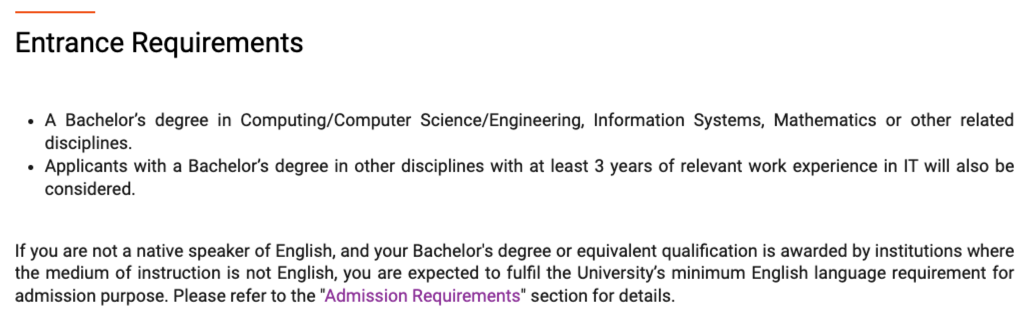 Entrance Requirements
• A Bachelor’s degree in Computing/Computer Science/Engineering, Information Systems, Mathematics or other related
disciplines.
• Applicants with a Bachelor’s degree in other disciplines with at least 3 years of relevant work experience in IT will also be
considered.
If you are not a native speaker of English, and your Bachelor's degree or equivalent qualification is awarded by institutions where
the medium of instruction is not English, you are expected to fulfil the University’s minimum English language requirement for
admission purpose. Please refer to the "Admission Requirements" section for details.